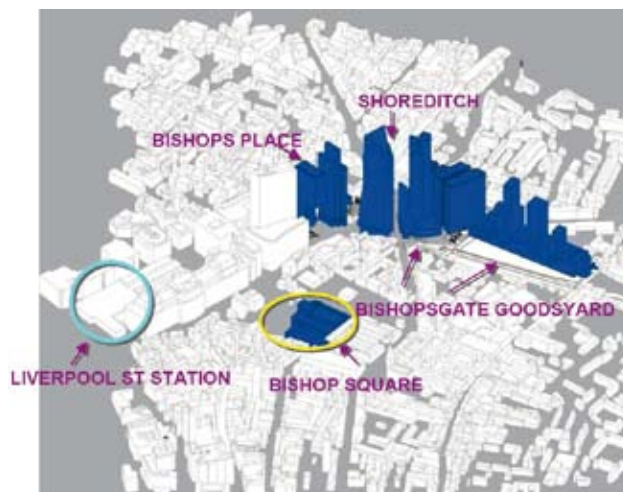 SHOREDITCH
BISHOPS PLACE
BISHOPSGATE GOODSYARD
LIVERPOOL ST STATION
BISHOP SQUARE